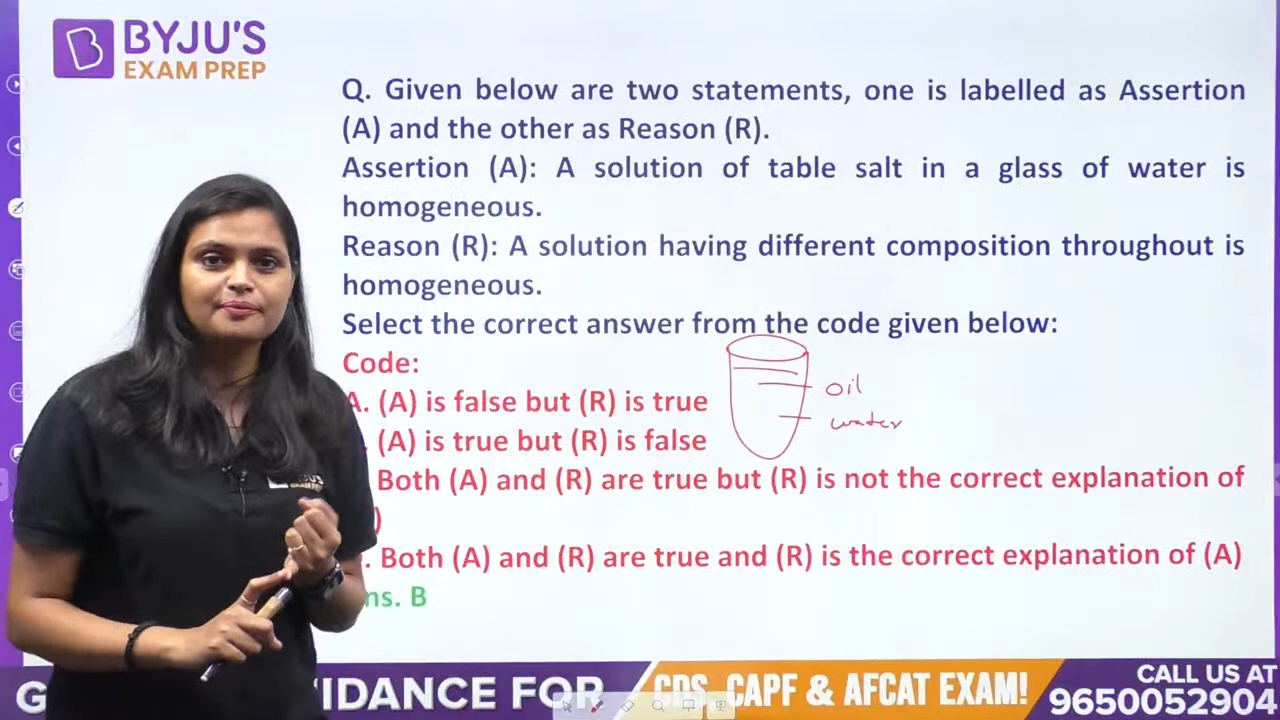 BYJU'S
EXAM PREP
Q. Given below are two statements, one is labelled as Assertion
(A) and the other as Reason (R).
Assertion (A): A solution of table salt in a glass of water is
homogeneous.
Reason (R): A solution having different composition throughout is
homogeneous.
Select the correct answer from the code given below:
Code:
A. (A) is false but (R) is true
. (A) is true but (R) is false
Both (A) and (R) are true but (R) is not the correct explanation of
)
. Both (A) and (R) are true and (R) is the correct explanation of (A)
ns. B
oil
water
G IDANCE FOR
CDS, CAPF & AFCAT EXAM!
CALL US AT
9650052904